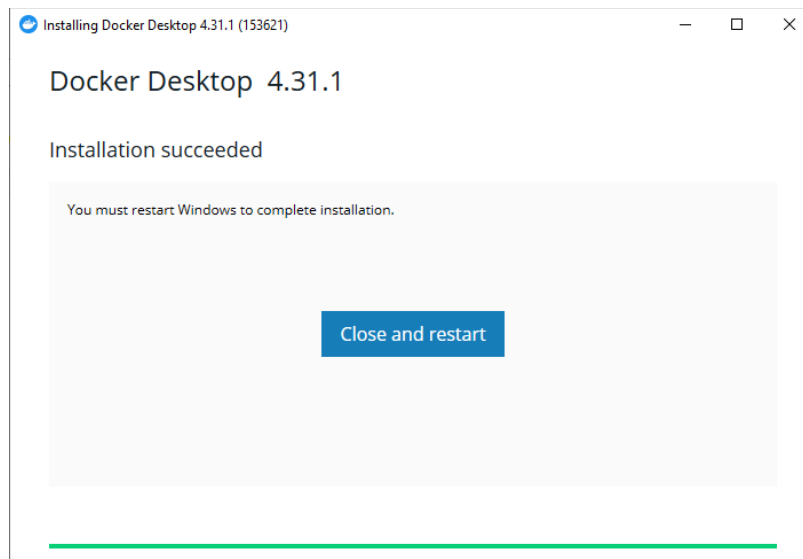 Installing Docker Desktop 4.31.1 (153621)
Docker Desktop 4.31.1
Installation succeeded
You must restart Windows to complete installation.
Close and restart